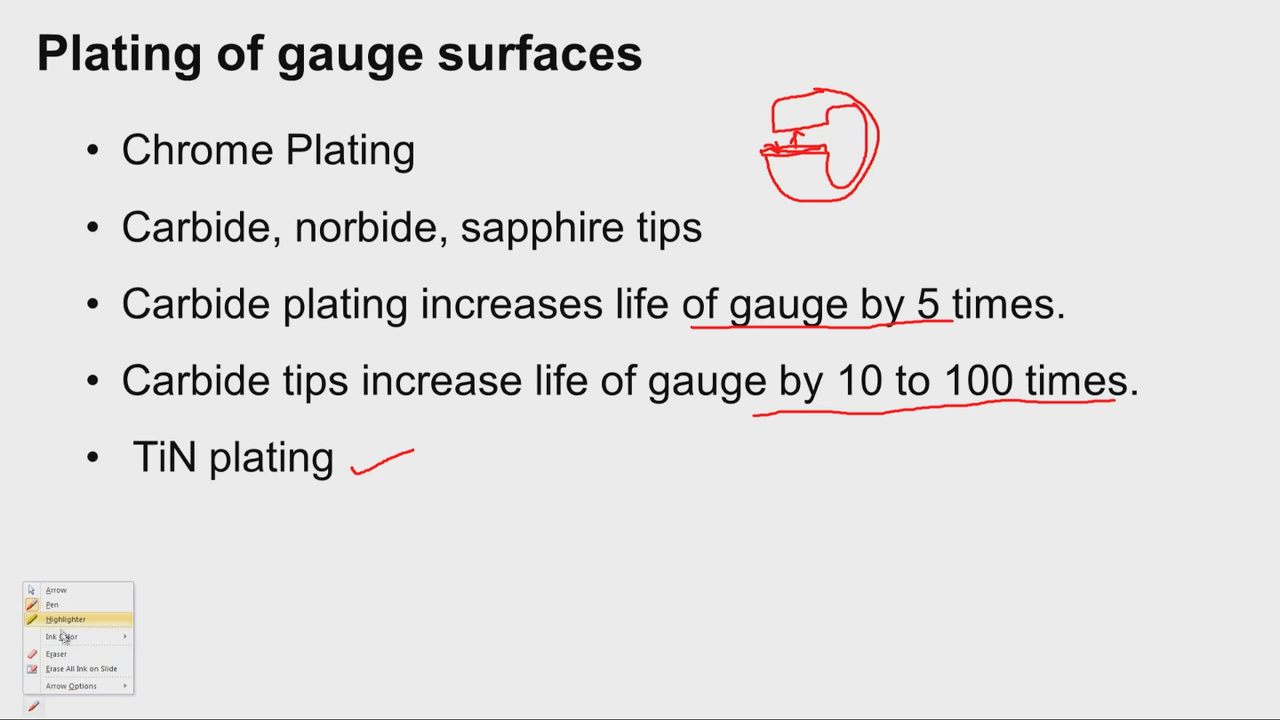 Plating of gauge surfaces
• Chrome Plating
• Carbide, norbide, sapphire tips
• Carbide plating increases life of gauge by 5 times.
• Carbide tips increase life of gauge by 10 to 100 times.
• TiN plating
Arrow
Pen
Highlighter
Ink Color
Eraser
Erase All Ink on Slide
Arrow Options